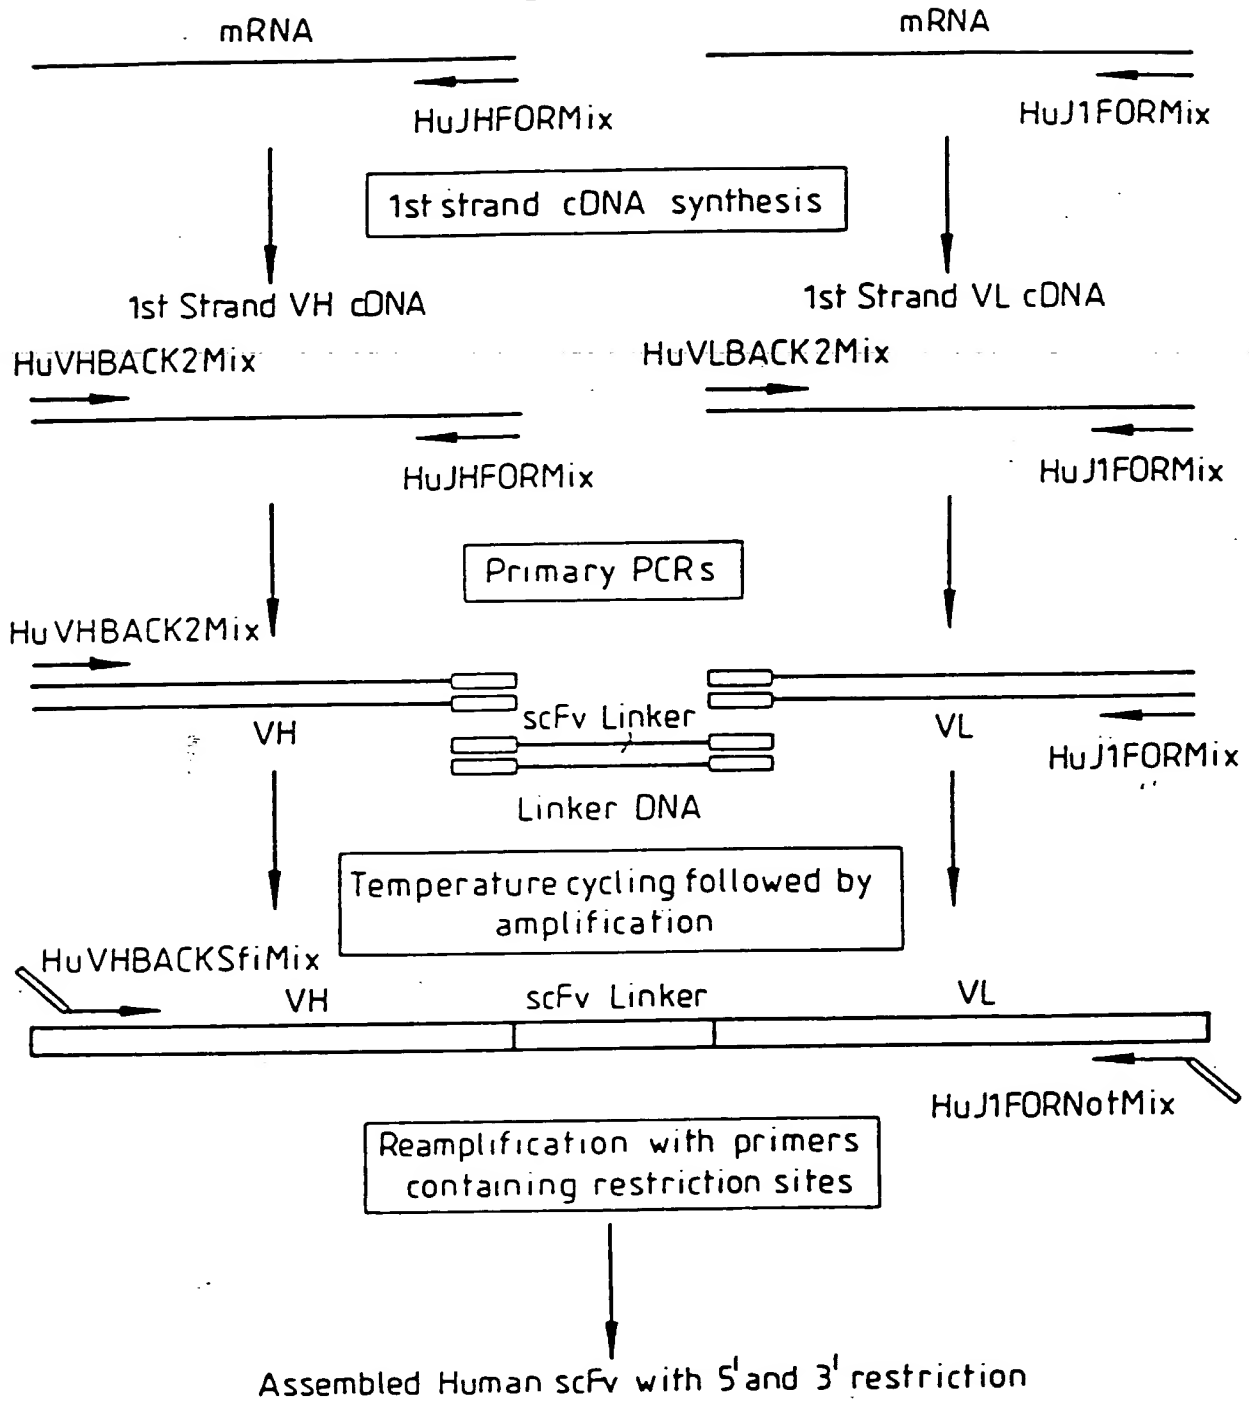 mRNA
mRNA
HuJHFORMix
HuJ1FORMix
1st strand cDNA synthesis
1st Strand VH cDNA
1st Strand VL cDNA
HuVHBACK2Mix
HuVLBACK2Mix
HuJHFORMix
HuJ1FORMix
Primary PCRs
HuVHBACK2Mix
scFv Linker
VH
VL
HuJ1FORMix
Linker DNA
Temperature cycling followed by
amplification
HuVHBACKSfiMix
VH
scFv Linker
VL
HuJ1FORNotMix
Reamplification with primers
containing restriction sites
Assembled Human scFv with 5' and 3' restriction